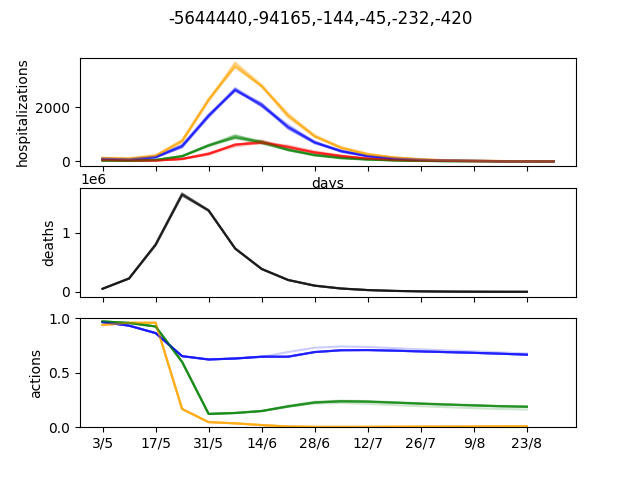 -5644440,-94165,-144,-45,-232,-420
hospitalizations
2000
0
days
1e6
deaths
1
0
actions
1.0
0.5
0.0
3/5 17/5 31/5 14/6 28/6 12/7 26/7 9/8 23/8